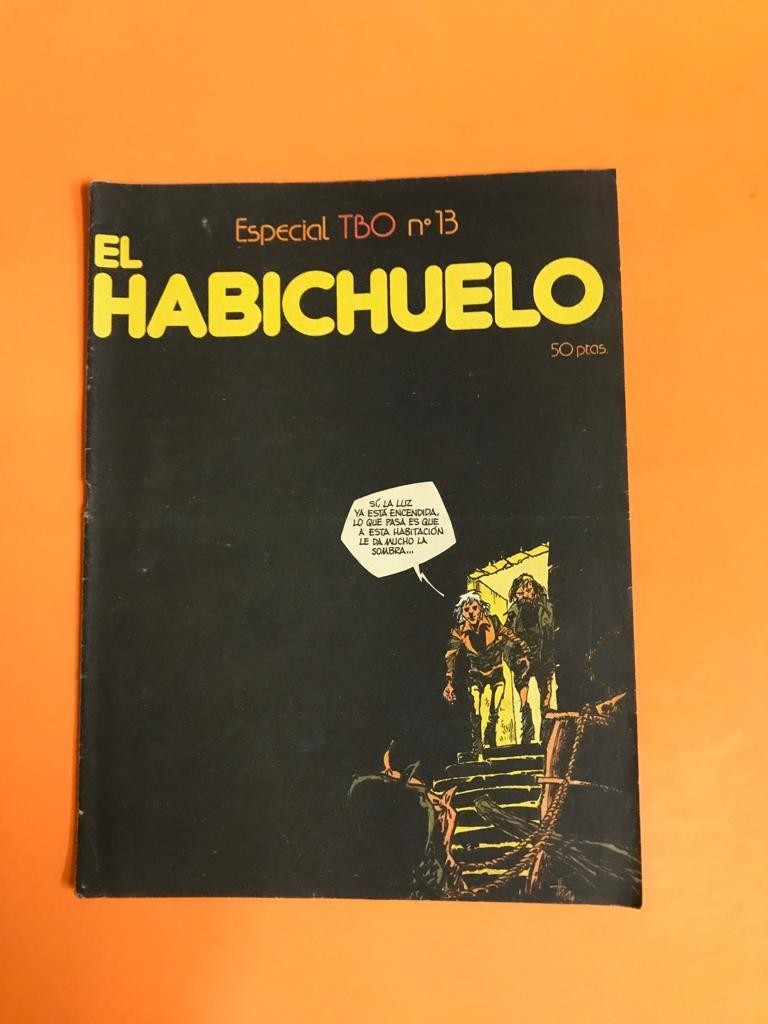 Especial TBO nº 13
EL
HABICHUELO
50 ptas.
SÍ, LA LUZ
YA ESTÁ ENCENDIDA,
LO QUE PASA ES QUE
A ESTA HABITACIÓN
LE DA MUCHO LA
SOMBRA...